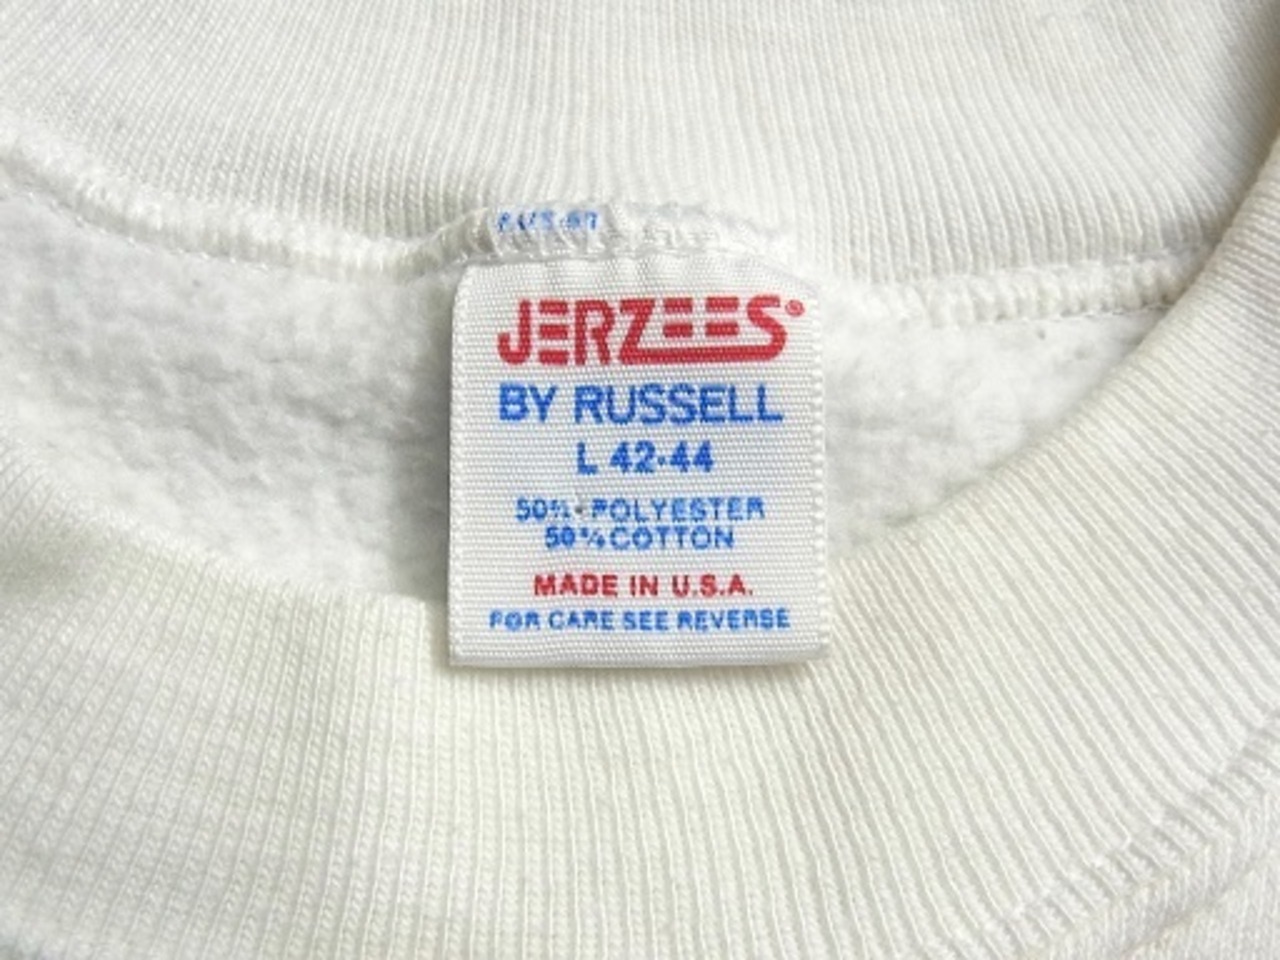 JERZEES®
BY RUSSELL
L 42-44
50% POLYESTER
50% COTTON
MADE IN U.S.A.
FOR CARE SEE REVERSE